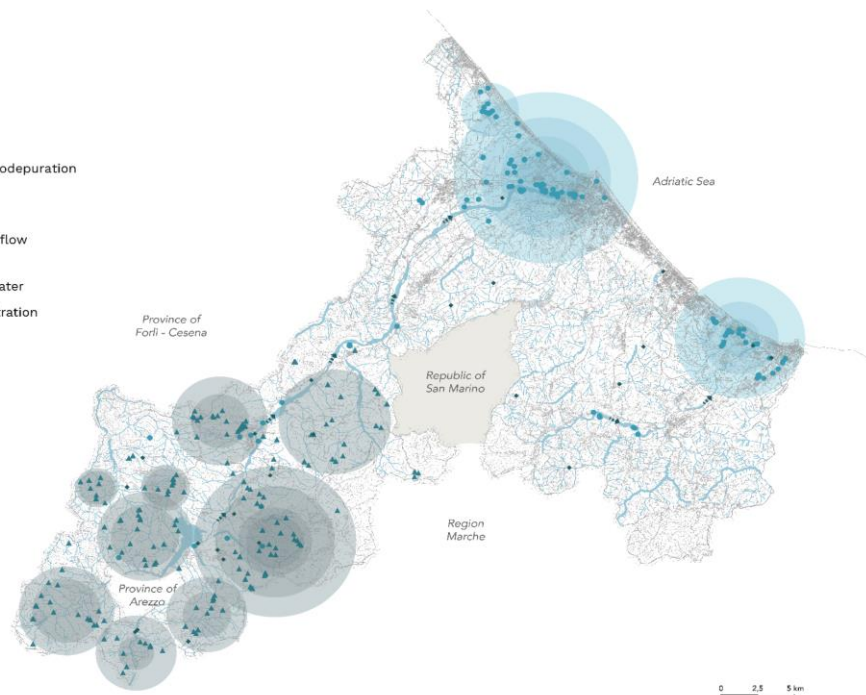 odepuration
flow
ater
ration
Adriatic Sea
Province of
Forlì - Cesena
Republic of
San Marino
Region
Marche
Province of
Arezzo
0 2,5 5 km